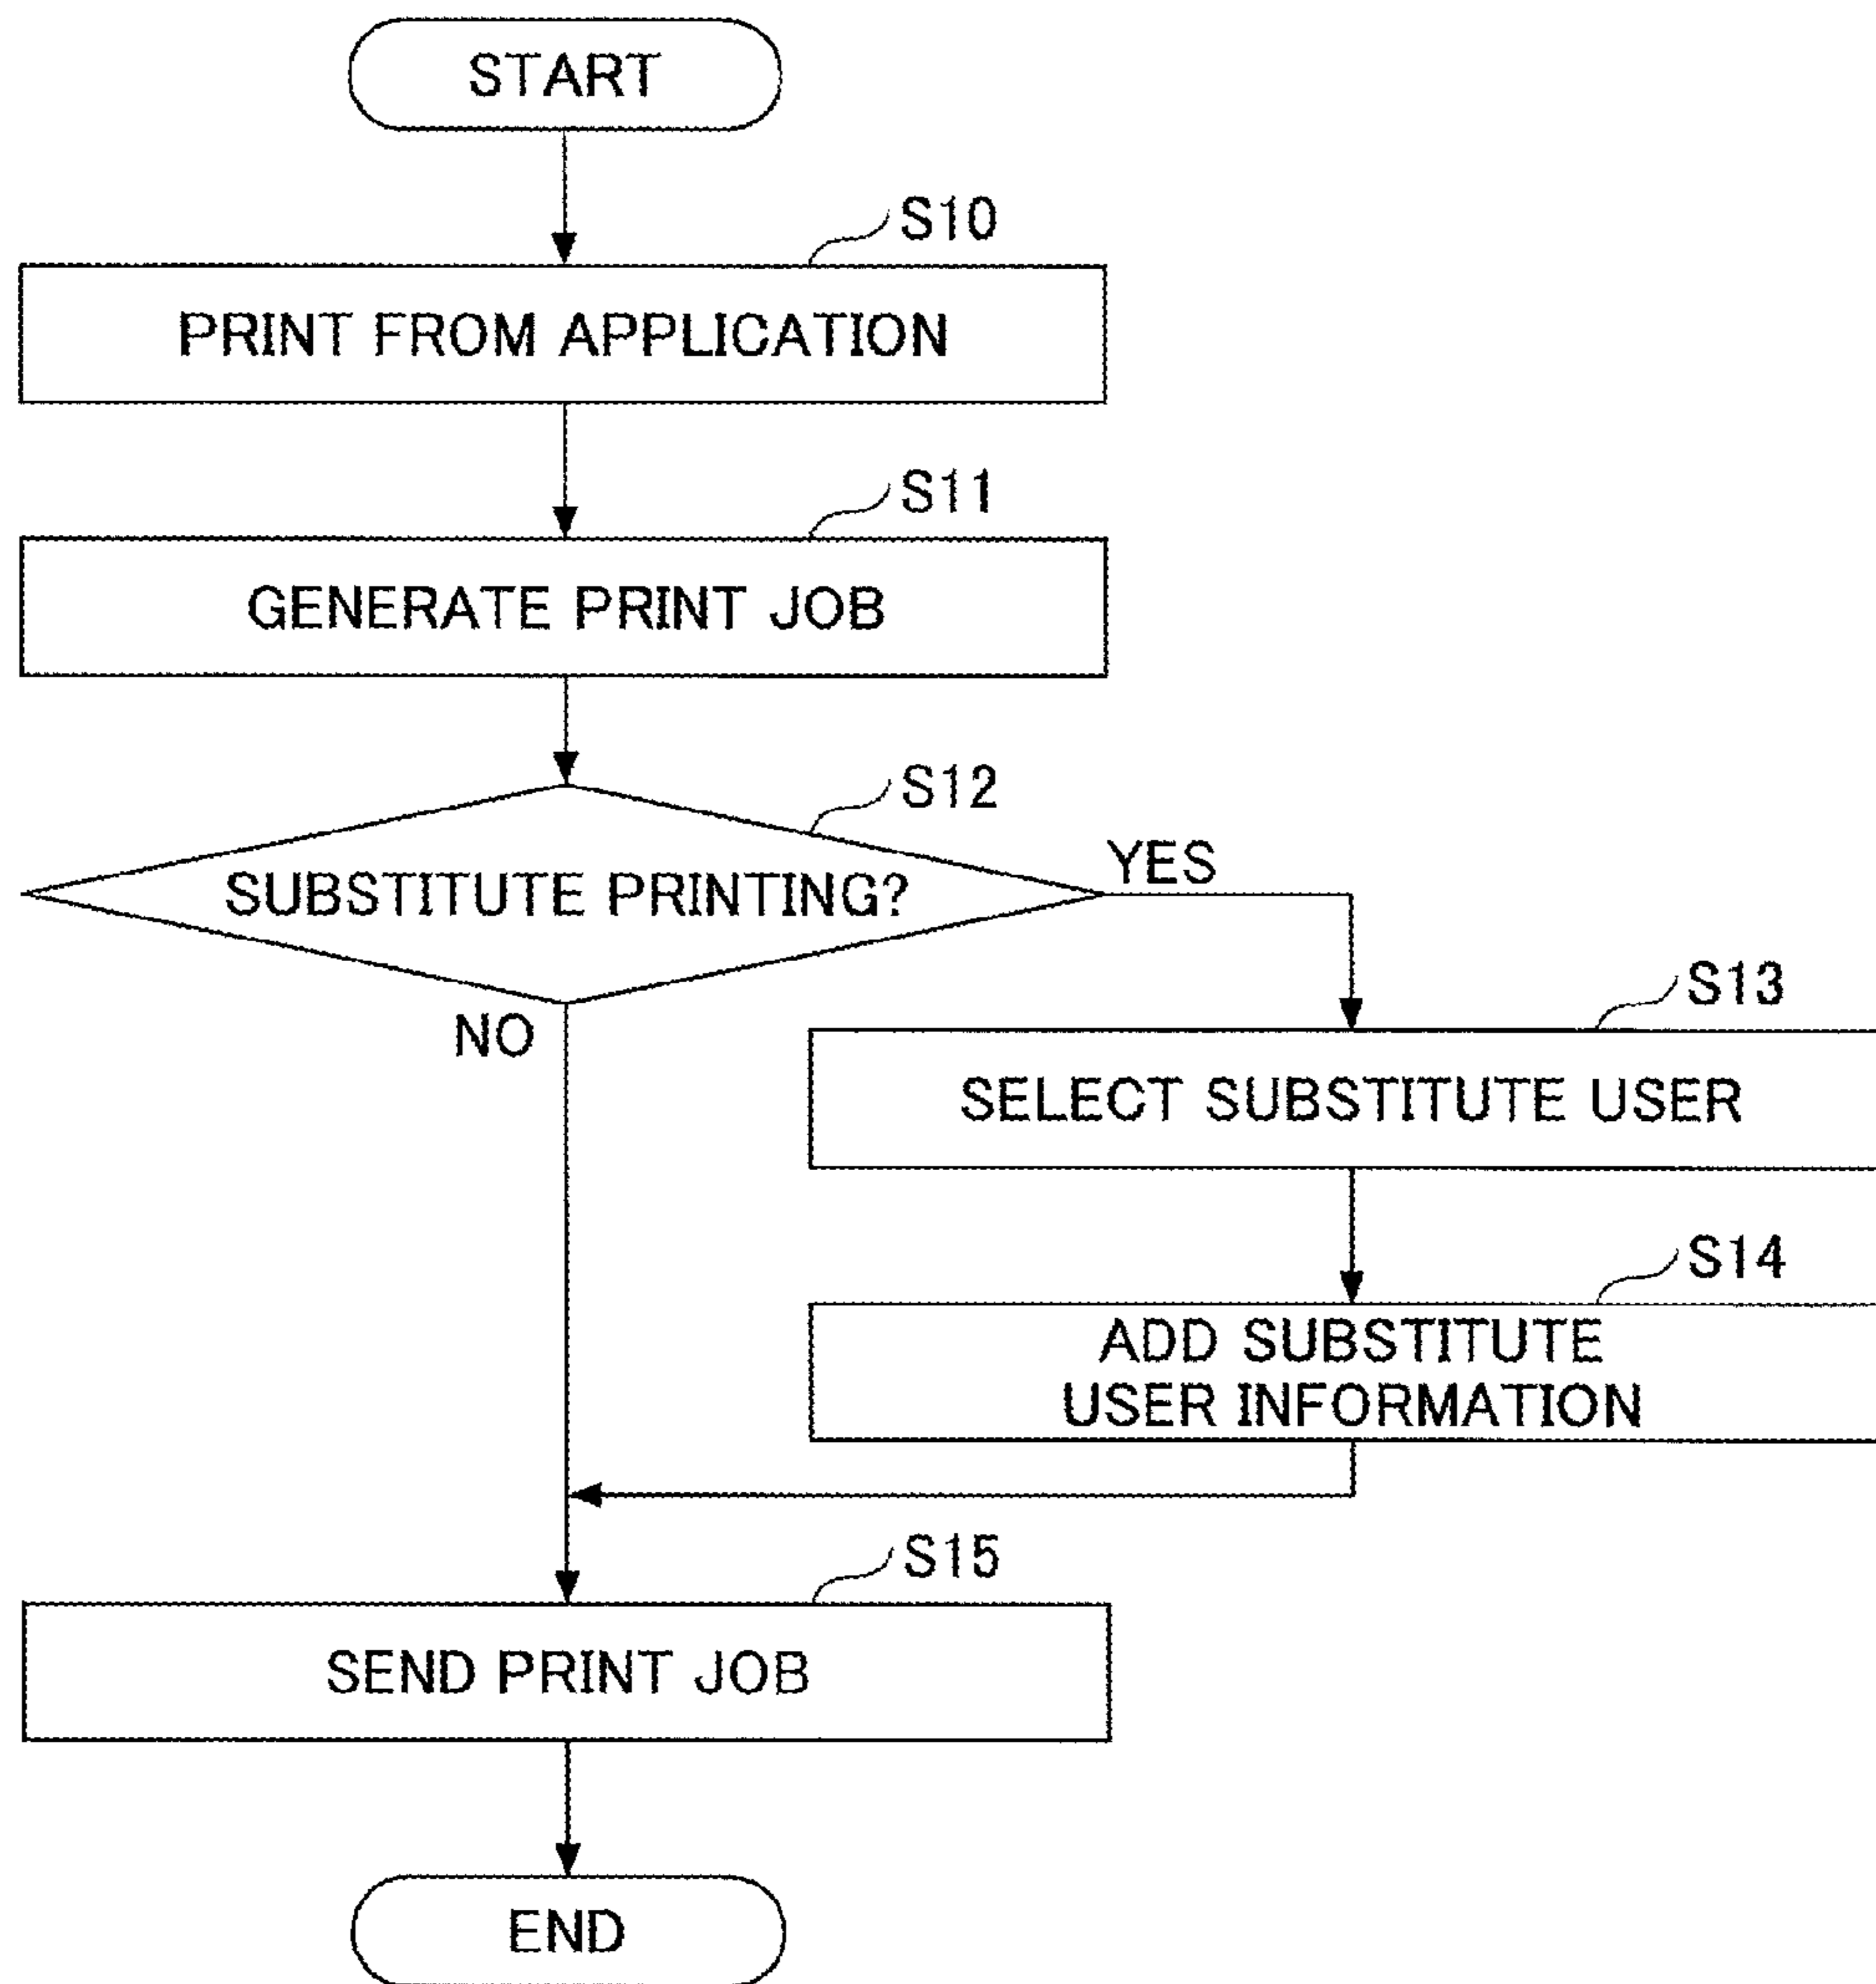 START
S10
PRINT FROM APPLICATION
S11
GENERATE PRINT JOB
S12
SUBSTITUTE PRINTING?
YES
NO
S13
SELECT SUBSTITUTE USER
S14
ADD SUBSTITUTE
USER INFORMATION
S15
SEND PRINT JOB
END